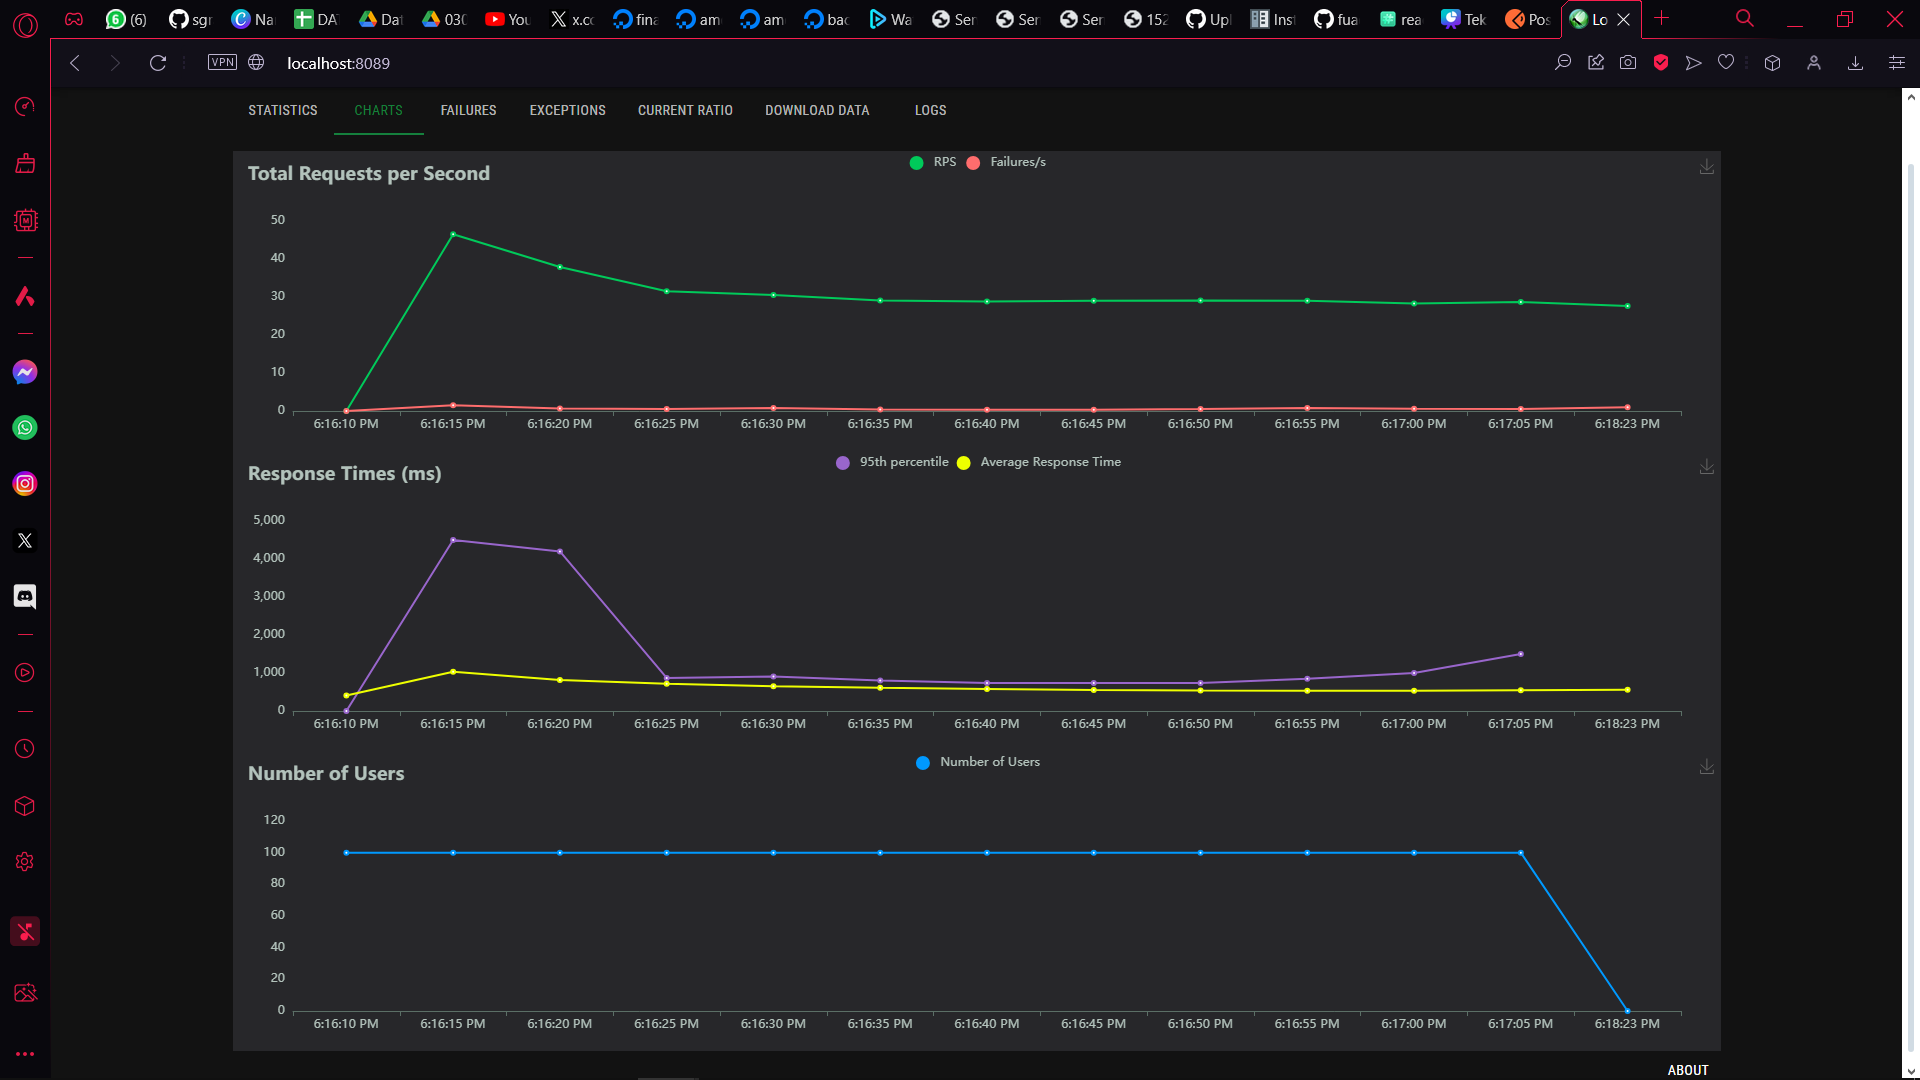 (6) sgr Na DA Dat 030 You x.co fina am am bac Wa Ser Ser Ser 152 Upl Inst fua rea Tek Pos Lo
VPN localhost:8089
STATISTICS CHARTS FAILURES EXCEPTIONS CURRENT RATIO DOWNLOAD DATA LOGS
Total Requests per Second
RPS Failures/s
50
40
30
20
10
0
6:16:10 PM 6:16:15 PM 6:16:20 PM 6:16:25 PM 6:16:30 PM 6:16:35 PM 6:16:40 PM 6:16:45 PM 6:16:50 PM 6:16:55 PM 6:17:00 PM 6:17:05 PM 6:18:23 PM
Response Times (ms)
95th percentile Average Response Time
5,000
4,000
3,000
2,000
1,000
0
6:16:10 PM 6:16:15 PM 6:16:20 PM 6:16:25 PM 6:16:30 PM 6:16:35 PM 6:16:40 PM 6:16:45 PM 6:16:50 PM 6:16:55 PM 6:17:00 PM 6:17:05 PM 6:18:23 PM
Number of Users
Number of Users
120
100
80
60
40
20
0
6:16:10 PM 6:16:15 PM 6:16:20 PM 6:16:25 PM 6:16:30 PM 6:16:35 PM 6:16:40 PM 6:16:45 PM 6:16:50 PM 6:16:55 PM 6:17:00 PM 6:17:05 PM 6:18:23 PM
ABOUT